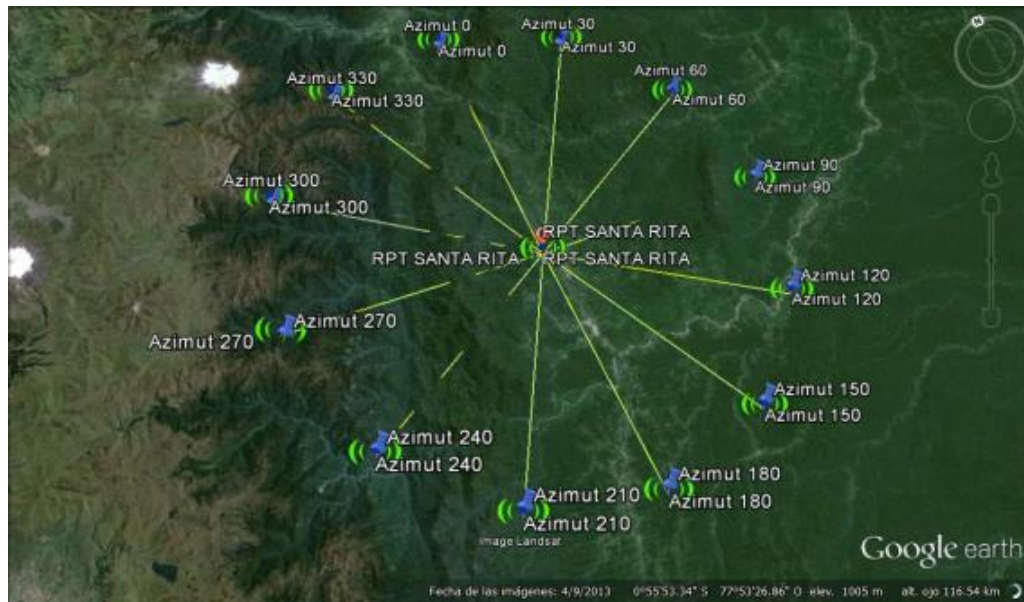 Azimut 0
Azimut 0
Azimut 30
Azimut 30
Azimut 60
Azimut 60
Azimut 330
Azimut 330
Azimut 90
Azimut 90
Azimut 300
Azimut 300
RPT SANTA RITA
RPT SANTA RITA
RPT SANTA RITA
Azimut 120
Azimut 120
Azimut 270
Azimut 270
Azimut 150
Azimut 150
Azimut 240
Azimut 240
Azimut 180
Azimut 180
Azimut 210
Azimut 210
Image Landsat
Google earth
Fecha de las imágenes: 4/9/2013 0°55'53.34" S 77°53'26.86" O elev. 1005 m alt. ojo 116.54 km
N